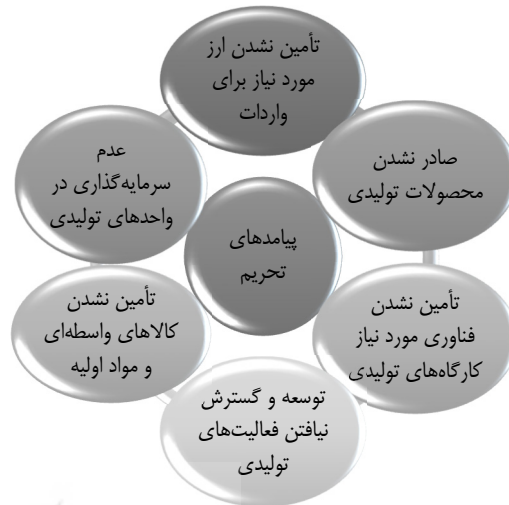 تأمین نشدن ارز
مورد نیاز برای
واردات
صادر نشدن
محصولات تولیدی
تأمین نشدن
فناوری مورد نیاز
کارگاه‌های تولیدی
توسعه و گسترش
نیافتن فعالیت‌های
تولیدی
تأمین نشدن
کالاهای واسطه‌ای
و مواد اولیه
عدم
سرمایه‌گذاری در
واحدهای تولیدی
پیامدهای
تحریم